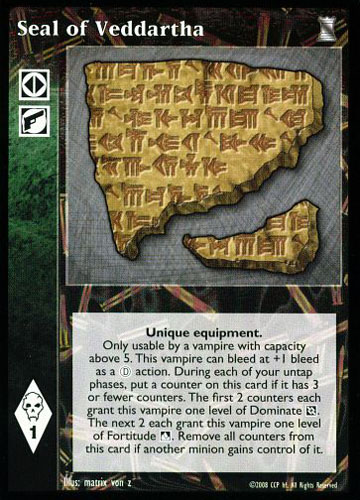 Seal of Veddartha
Unique equipment.
Only usable by a vampire with capacity
above 5. This vampire can bleed at +1 bleed
as a Ⓓ action. During each of your untap
phases, put a counter on this card if it has 3
or fewer counters. The first 2 counters each
grant this vampire one level of Dominate .
The next 2 each grant this vampire one
level of Fortitude . Remove all counters from
this card if another minion gains control of it.
1
Illus: matrix von z
©2008 CCP hf. All Rights Reserved